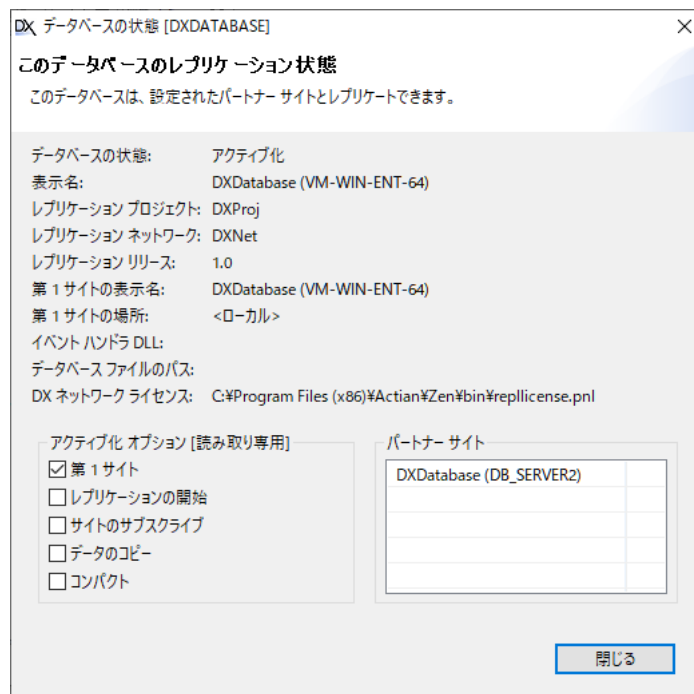 DX データベースの状態 [DXDATABASE]
このデータベースのレプリケーション状態
このデータベースは、設定されたパートナー サイトとレプリケートできます。
データベースの状態: アクティブ化
表示名: DXDatabase (VM-WIN-ENT-64)
レプリケーション プロジェクト: DXProj
レプリケーション ネットワーク: DXNet
レプリケーション リリース: 1.0
第 1 サイトの表示名: DXDatabase (VM-WIN-ENT-64)
第 1 サイトの場所: <ローカル>
イベント ハンドラ DLL:
データベース ファイルのパス:
DX ネットワーク ライセンス: C:¥Program Files (x86)¥Actian¥Zen¥bin¥repllicense.pnl
アクティブ化 オプション [読み取り専用]
第 1 サイト
レプリケーションの開始
サイトのサブスクライブ
データのコピー
コンパクト
パートナー サイト
DXDatabase (DB_SERVER2)
閉じる